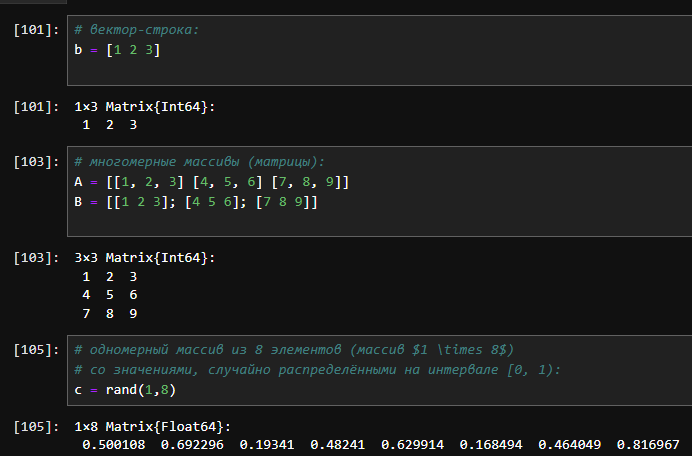 [101]: # вектор-строка:
b = [1 2 3]
[101]: 1×3 Matrix{Int64}:
1 2 3
[103]: # многомерные массивы (матрицы):
A = [[1, 2, 3] [4, 5, 6] [7, 8, 9]]
B = [[1 2 3]; [4 5 6]; [7 8 9]]
[103]: 3×3 Matrix{Int64}:
1 2 3
4 5 6
7 8 9
[105]: # одномерный массив из 8 элементов (массив $1 \times 8$)
# со значениями, случайно распределёнными на интервале [0, 1):
c = rand(1,8)
[105]: 1×8 Matrix{Float64}:
0.500108 0.692296 0.19341 0.48241 0.629914 0.168494 0.464049 0.816967